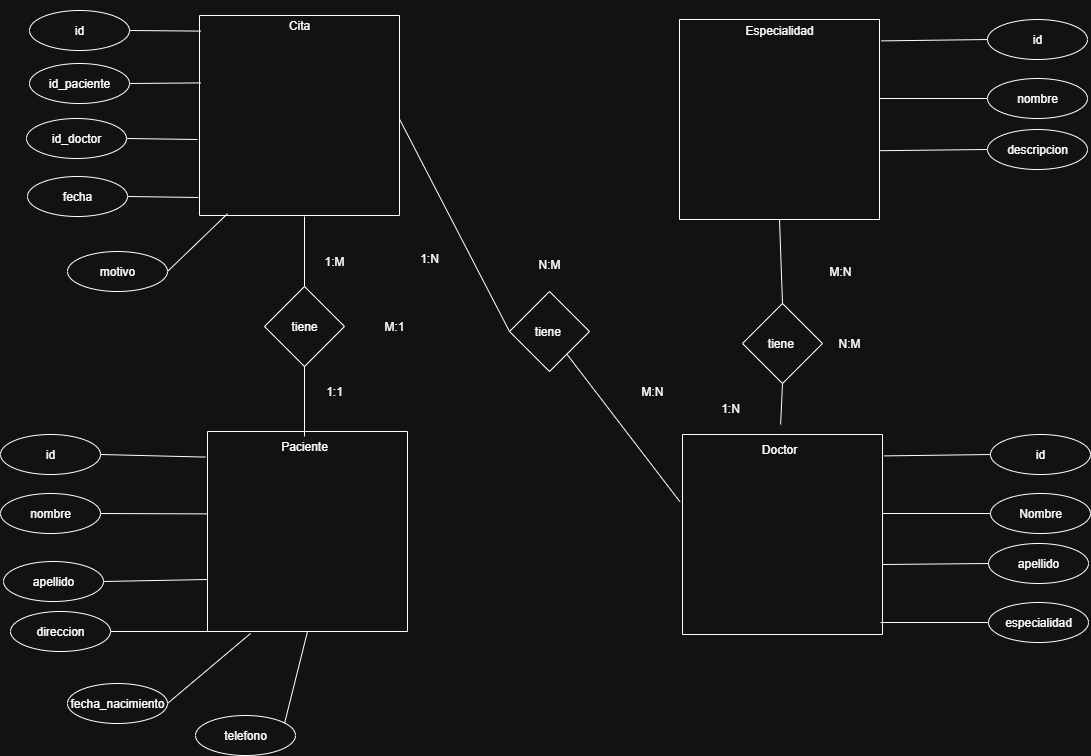 Cita
id
id_paciente
id_doctor
fecha
motivo
Especialidad
id
nombre
descripcion
1:M
tiene
M:1
1:1
1:N
N:M
tiene
M:N
M:N
tiene
N:M
1:N
Paciente
id
nombre
apellido
direccion
fecha_nacimiento
telefono
Doctor
id
Nombre
apellido
especialidad